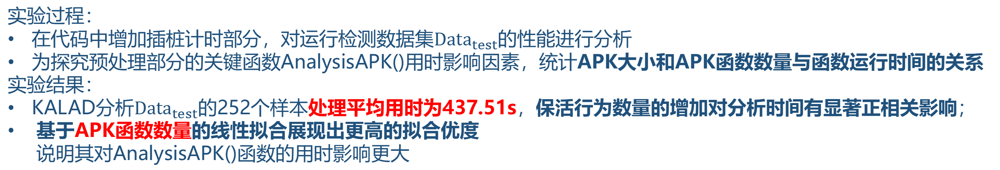 实验过程：
• 在代码中增加插桩计时部分，对运行检测数据集Data_test的性能进行分析
• 为探究预处理部分的关键函数AnalysisAPK()用时影响因素，统计APK大小和APK函数数量与函数运行时间的关系
实验结果：
• KALAD分析Data_test的252个样本处理平均用时为437.51s，保活行为数量的增加对分析时间有显著正相关影响；
• 基于APK函数数量的线性拟合展现出更高的拟合优度
说明其对AnalysisAPK()函数的用时影响更大